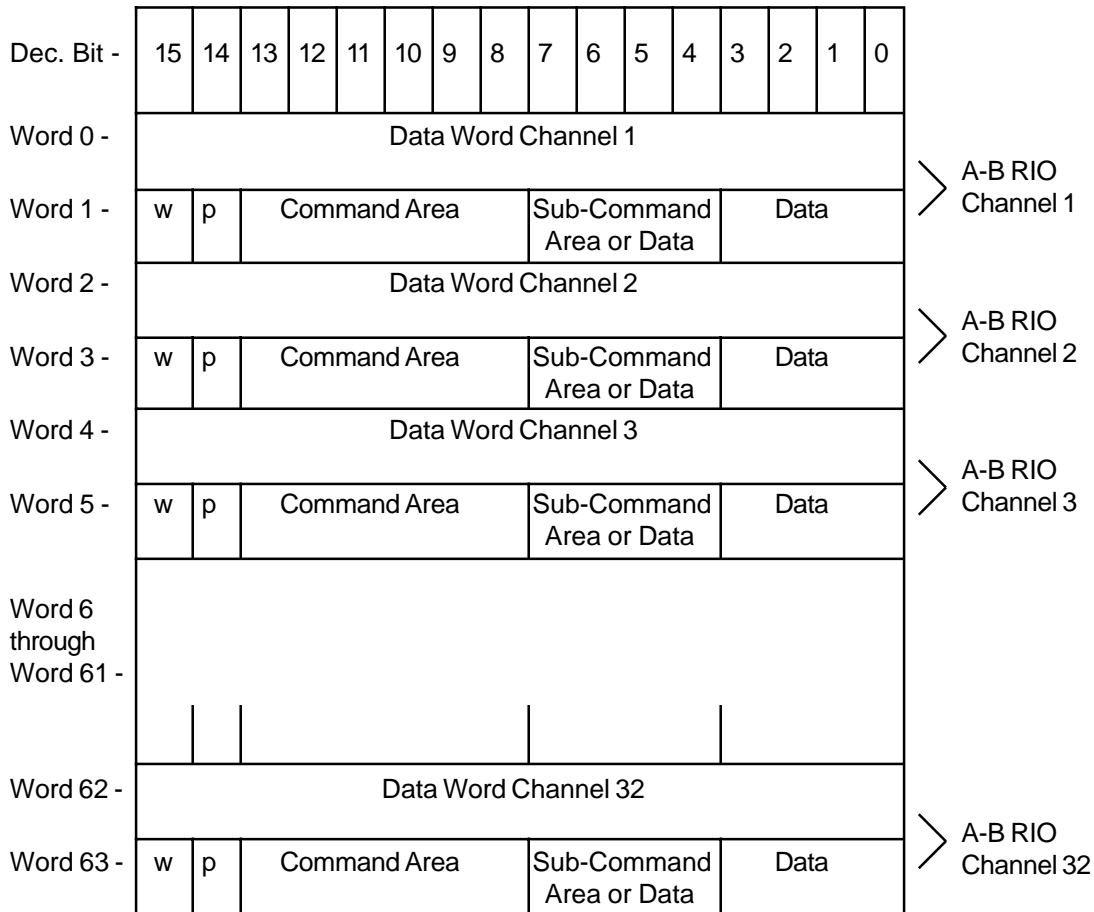 Dec. Bit - 15 14 13 12 11 10 9 8 7 6 5 4 3 2 1 0
Word 0 - Data Word Channel 1
A-B RIO
Channel 1
Word 1 - w p Command Area Sub-Command Data
Area or Data
Word 2 - Data Word Channel 2
A-B RIO
Channel 2
Word 3 - w p Command Area Sub-Command Data
Area or Data
Word 4 - Data Word Channel 3
A-B RIO
Channel 3
Word 5 - w p Command Area Sub-Command Data
Area or Data
Word 6
through
Word 61 -
Word 62 - Data Word Channel 32
A-B RIO
Channel 32
Word 63 - w p Command Area Sub-Command Data
Area or Data